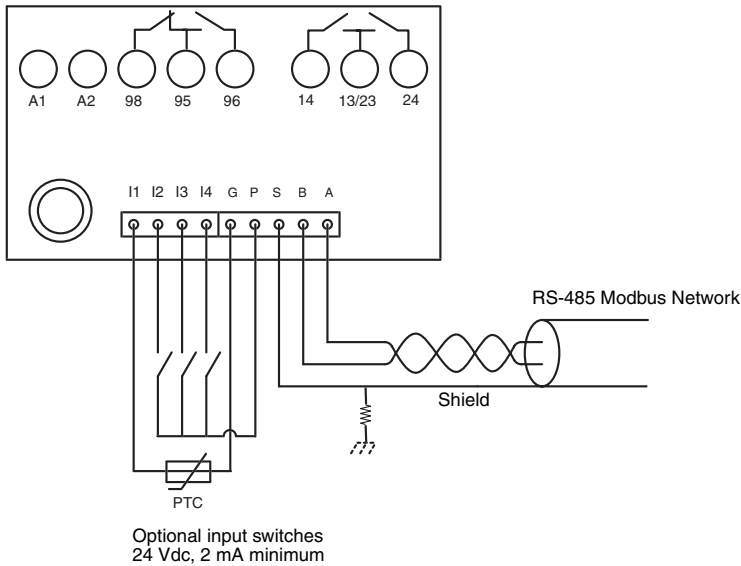 A1 A2 98 95 96 14 13/23 24
I1 I2 I3 I4 G P S B A
RS-485 Modbus Network
Shield
PTC
Optional input switches
24 Vdc, 2 mA minimum